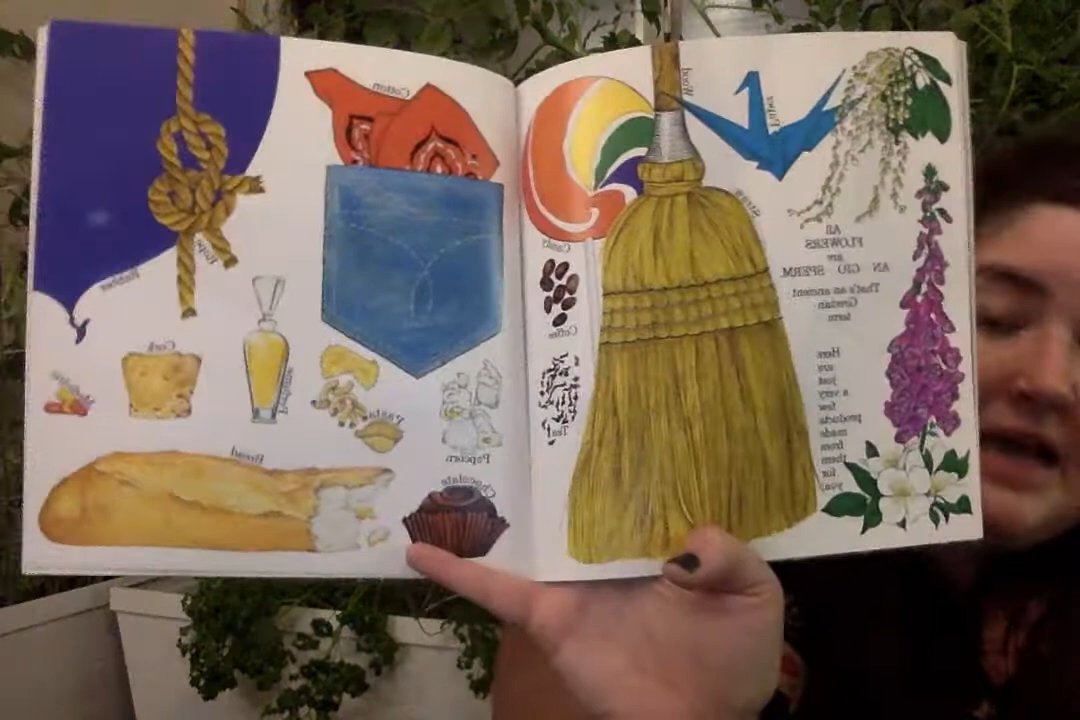 All
FLOWERS
are
AN GIO SPERM.
That's an ancient
Grecian
term
Here
are
just
a very
few
products
made
from
them
for
you!
Paper
Wood
Straw
Candy
Coffee
Tea
Cotton
Rope
Rubber
Cork
Perfume
Pasta
Popcorn
Bread
Chocolate